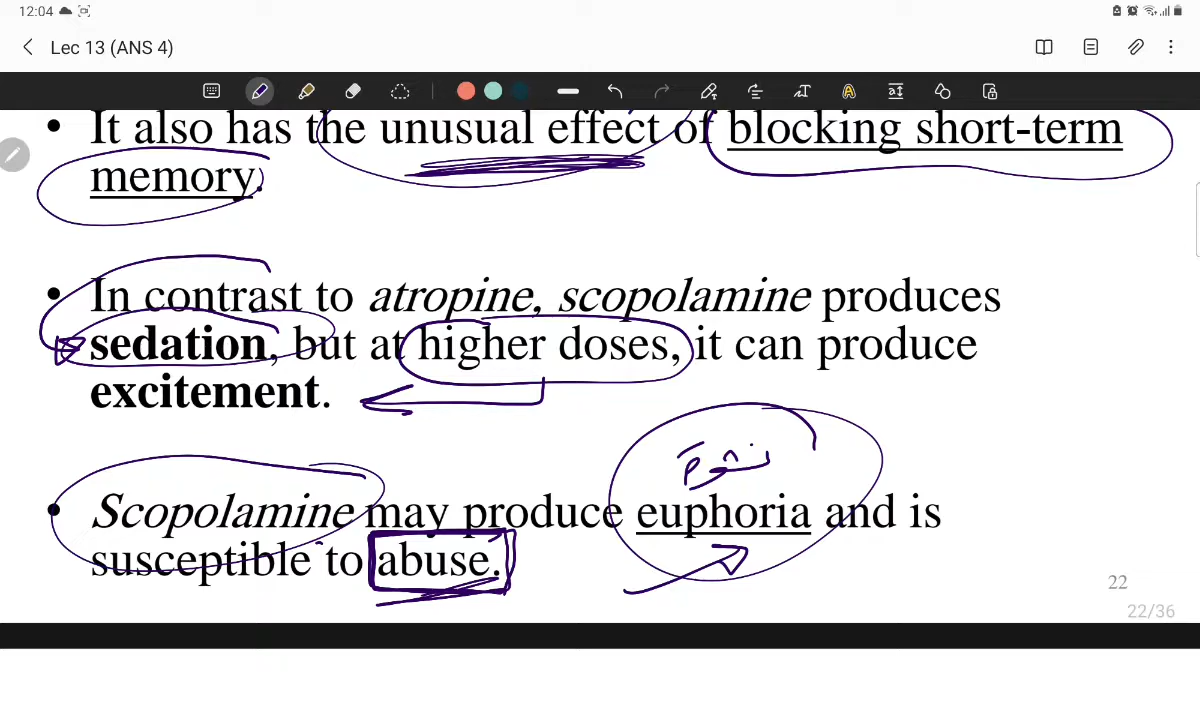 12:04
Lec 13 (ANS 4)
• It also has the unusual effect of blocking short-term
memory.
• In contrast to atropine, scopolamine produces
sedation, but at higher doses, it can produce
excitement.
نشوة
• Scopolamine may produce euphoria and is
susceptible to abuse.
22
22/36